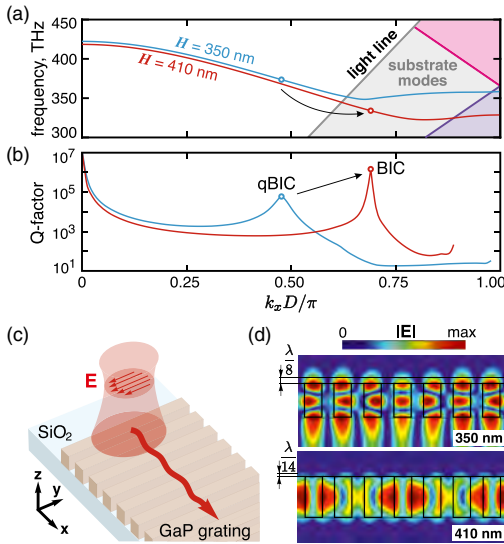 (a)
450
400
350
300
frequency, THz
H = 350 nm
H = 410 nm
light line
substrate
modes
(b)
10^7
10^5
10^3
10^1
Q-factor
qBIC
BIC
0
0.25
0.50
0.75
1.00
k_x D/π
(c)
E
SiO₂
z
y
x
GaP grating
(d)
|E|
0
max
λ/8
350 nm
λ/14
410 nm